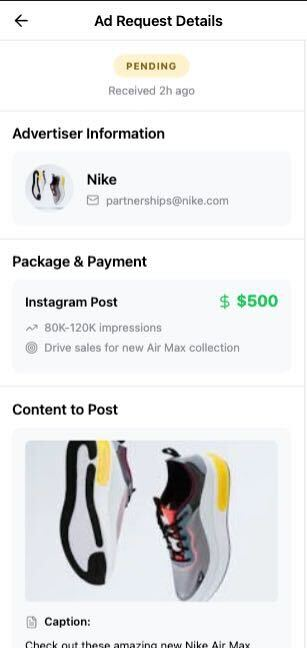 Ad Request Details
PENDING
Received 2h ago
Advertiser Information
Nike
partnerships@nike.com
Package & Payment
Instagram Post
$ $500
80K-120K impressions
Drive sales for new Air Max collection
Content to Post
Caption:
Check out these amazing new Nike Air Max